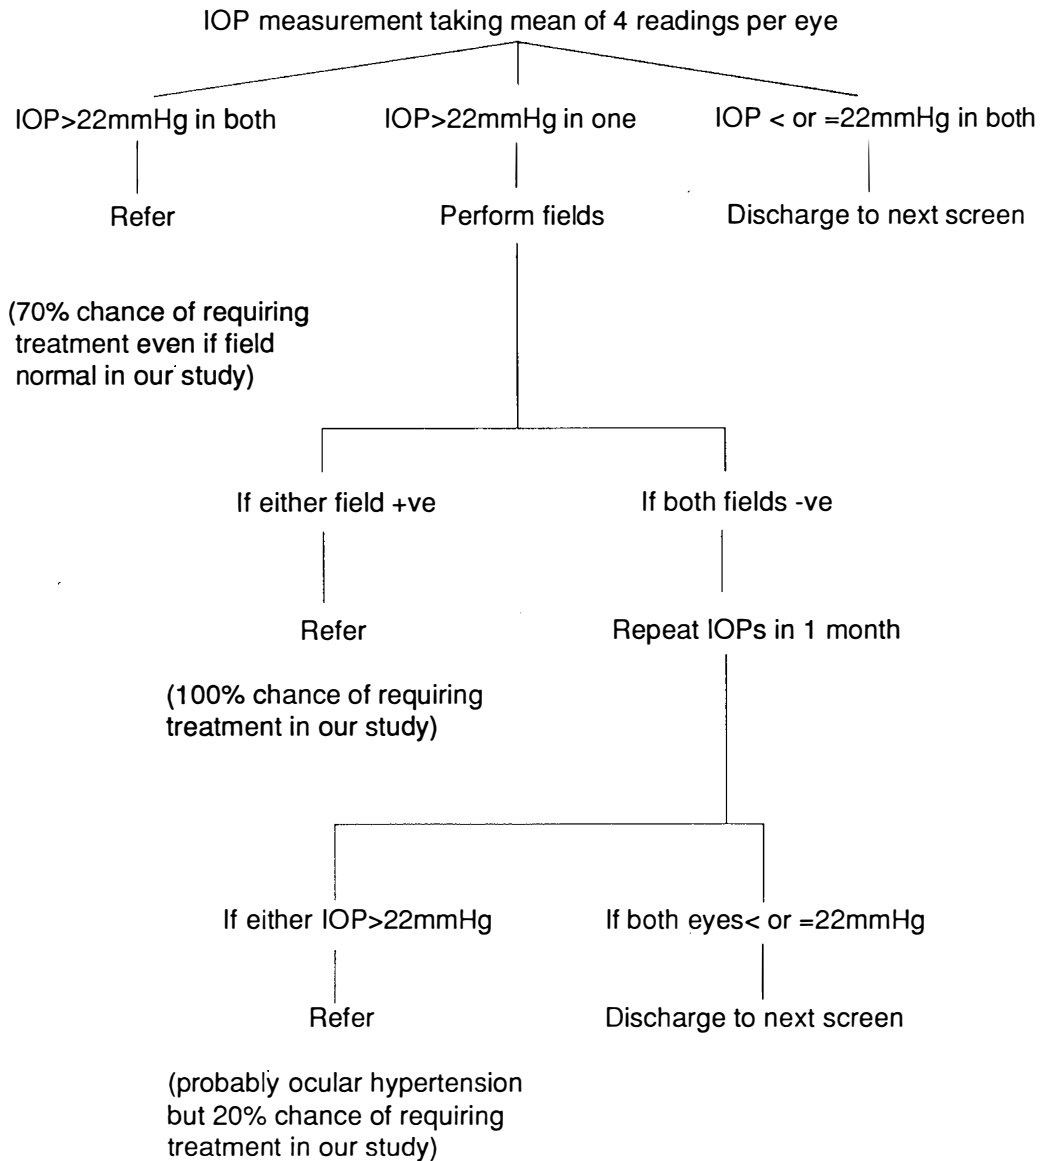 IOP measurement taking mean of 4 readings per eye
IOP>22mmHg in both
IOP>22mmHg in one
IOP < or =22mmHg in both
Refer
Perform fields
Discharge to next screen
(70% chance of requiring
treatment even if field
normal in our study)
If either field +ve
If both fields -ve
Refer
Repeat IOPs in 1 month
(100% chance of requiring
treatment in our study)
If either IOP>22mmHg
If both eyes< or =22mmHg
Refer
Discharge to next screen
(probably ocular hypertension
but 20% chance of requiring
treatment in our study)